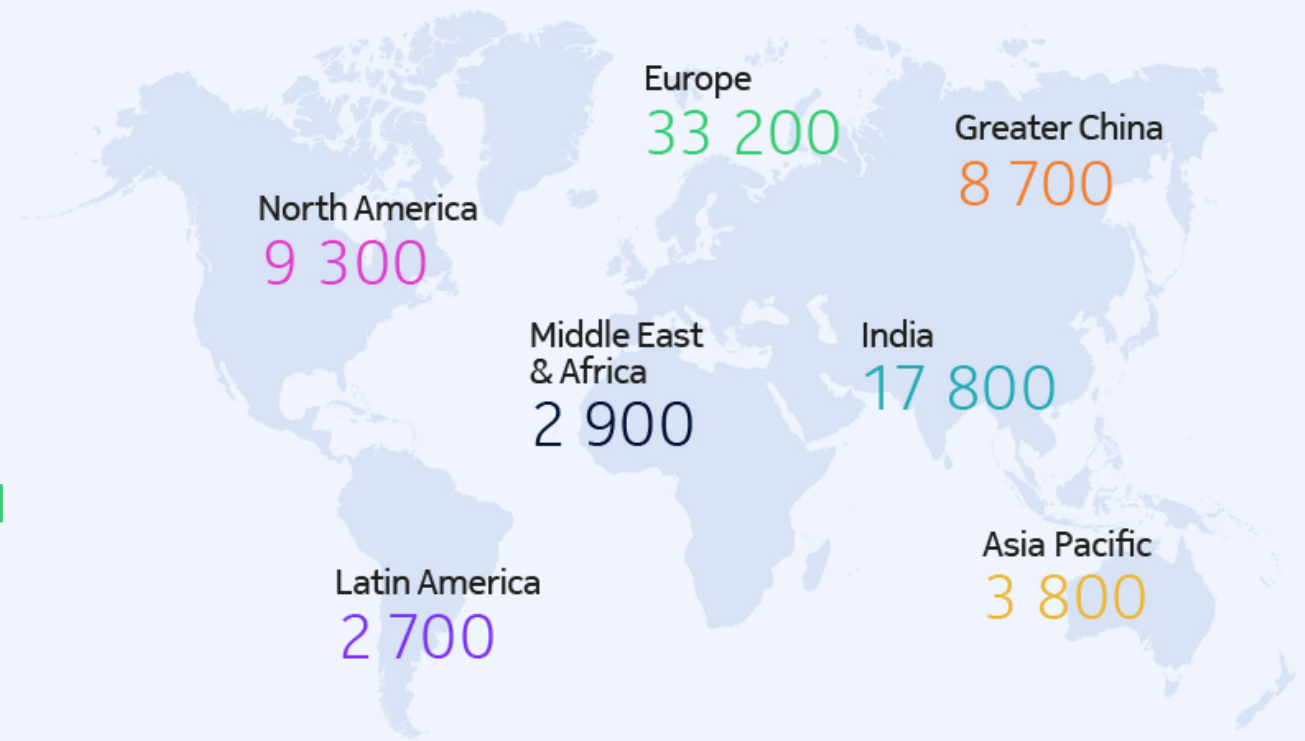 Europe
33 200
Greater China
8 700
North America
9 300
Middle East
& Africa
2 900
India
17 800
Asia Pacific
3 800
Latin America
2 700